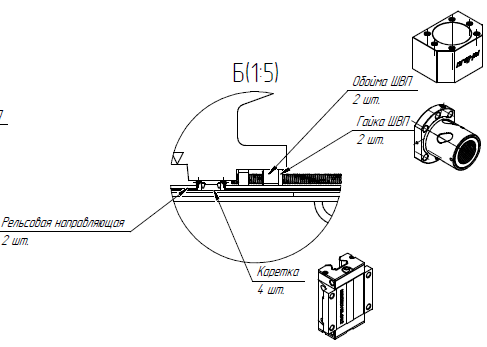 Б(1:5)
Обойма ШВП
2 шт.
Гайка ШВП
2 шт.
Рельсовая направляющая
2 шт.
Каретка
4 шт.